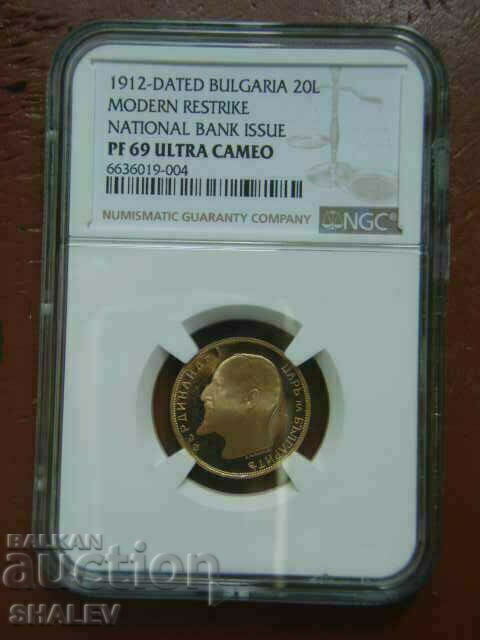 1912-DATED BULGARIA 20L
MODERN RESTRIKE
NATIONAL BANK ISSUE
PF 69 ULTRA CAMEO
6636019-004
NUMISMATIC GUARANTY COMPANY NGC®
ФЕРДИНАНДЪ I ЦАРЬ НА БЪЛГАРИТѢ
BALKAN
auction
SHALEV